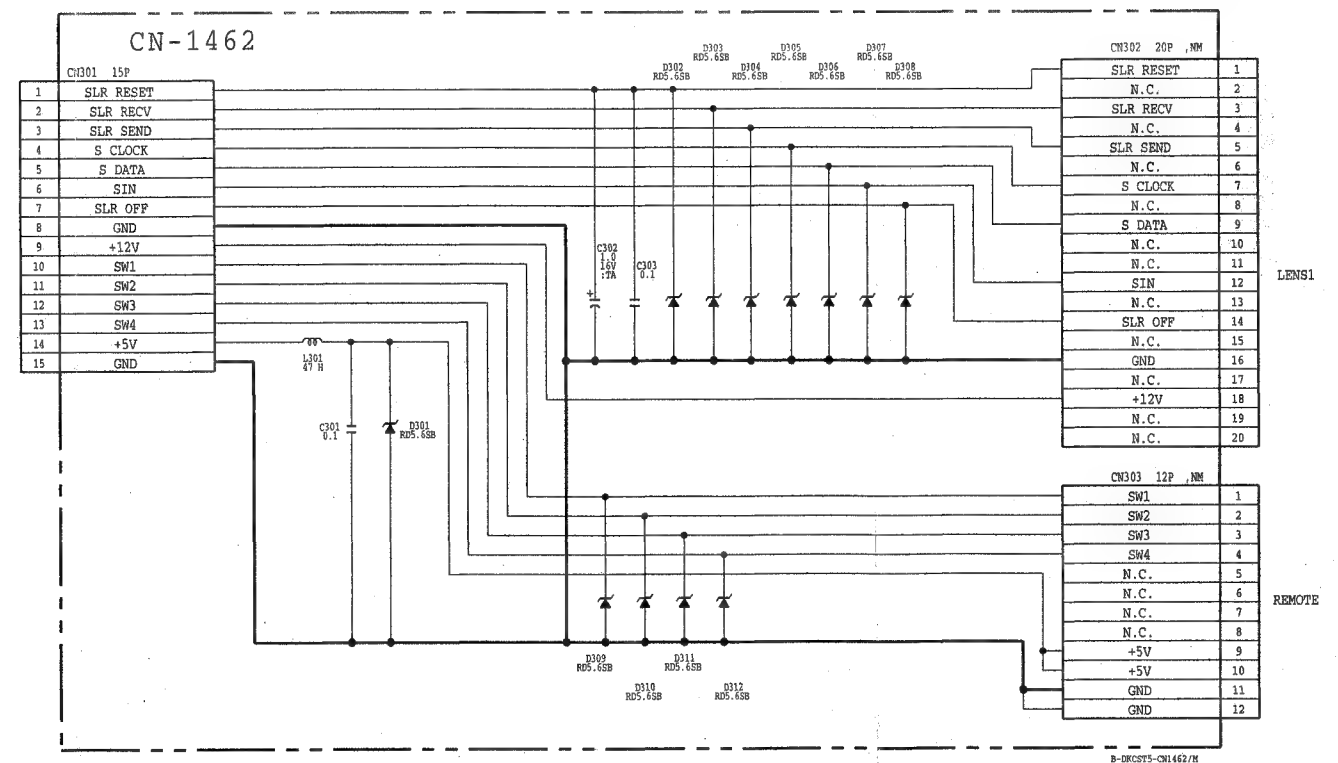 CN-1462
CN301 15P
1 SLR RESET
2 SLR RECV
3 SLR SEND
4 S CLOCK
5 S DATA
6 SIN
7 SLR OFF
8 GND
9 +12V
10 SW1
11 SW2
12 SW3
13 SW4
14 +5V
15 GND
L301
47 H
C301
0.1
D301
RD5.6SB
C302
1.0
16V
:TA
+
C303
0.1
D302
RD5.6SB
D303
RD5.6SB
D304
RD5.6SB
D305
RD5.6SB
D306
RD5.6SB
D307
RD5.6SB
D308
RD5.6SB
D309
RD5.6SB
D310
RD5.6SB
D311
RD5.6SB
D312
RD5.6SB
CN302 20P ,NM
SLR RESET 1
N.C. 2
SLR RECV 3
N.C. 4
SLR SEND 5
N.C. 6
S CLOCK 7
N.C. 8
S DATA 9
N.C. 10
N.C. 11
SIN 12
N.C. 13
SLR OFF 14
N.C. 15
GND 16
N.C. 17
+12V 18
N.C. 19
N.C. 20
LENS1
CN303 12P ,NM
SW1 1
SW2 2
SW3 3
SW4 4
N.C. 5
N.C. 6
N.C. 7
N.C. 8
+5V 9
+5V 10
GND 11
GND 12
REMOTE
B-DKCST5-CN1462/M